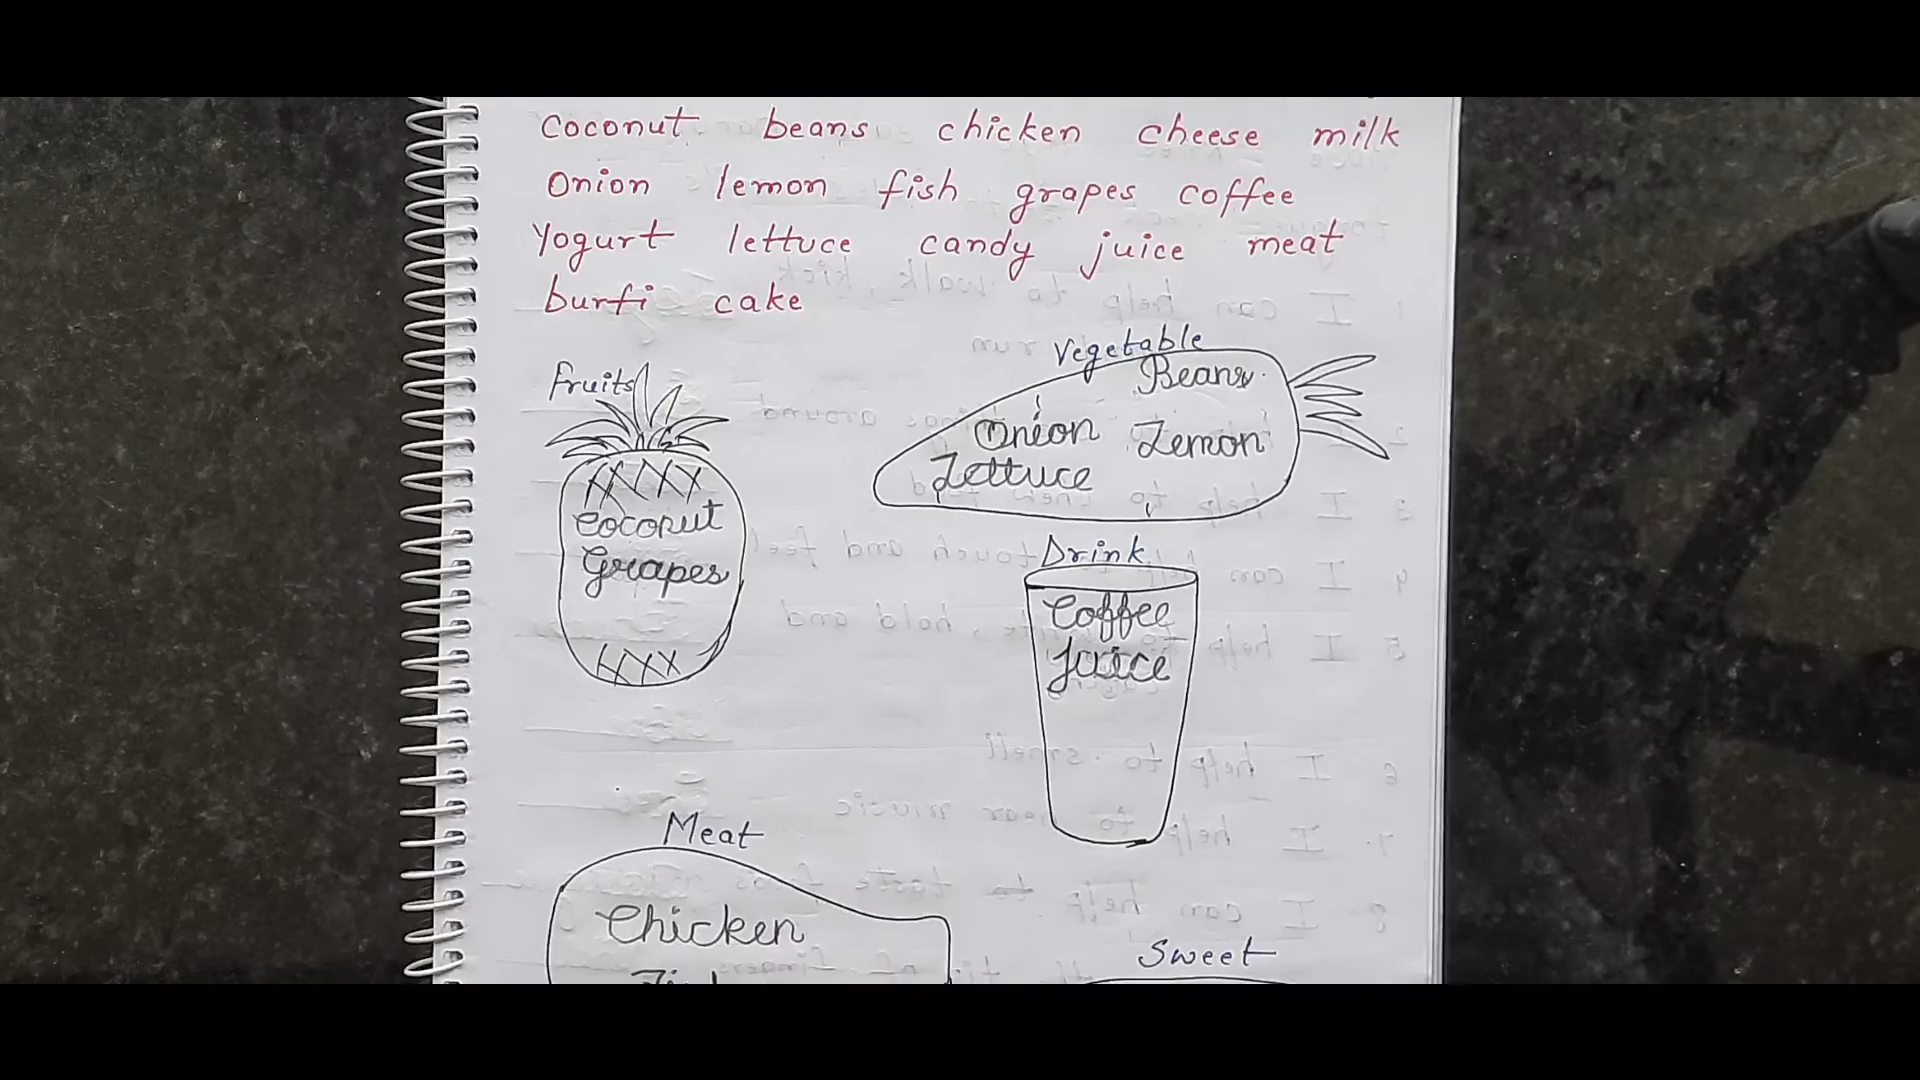 coconut beans chicken cheese milk
Onion lemon fish grapes coffee
Yogurt lettuce candy juice meat
burfi cake
Vegetable
fruits
Beans
Onion Lemon
Lettuce
Coconut
Grapes
Drink
Coffee
Juice
Meat
Chicken
Sweet